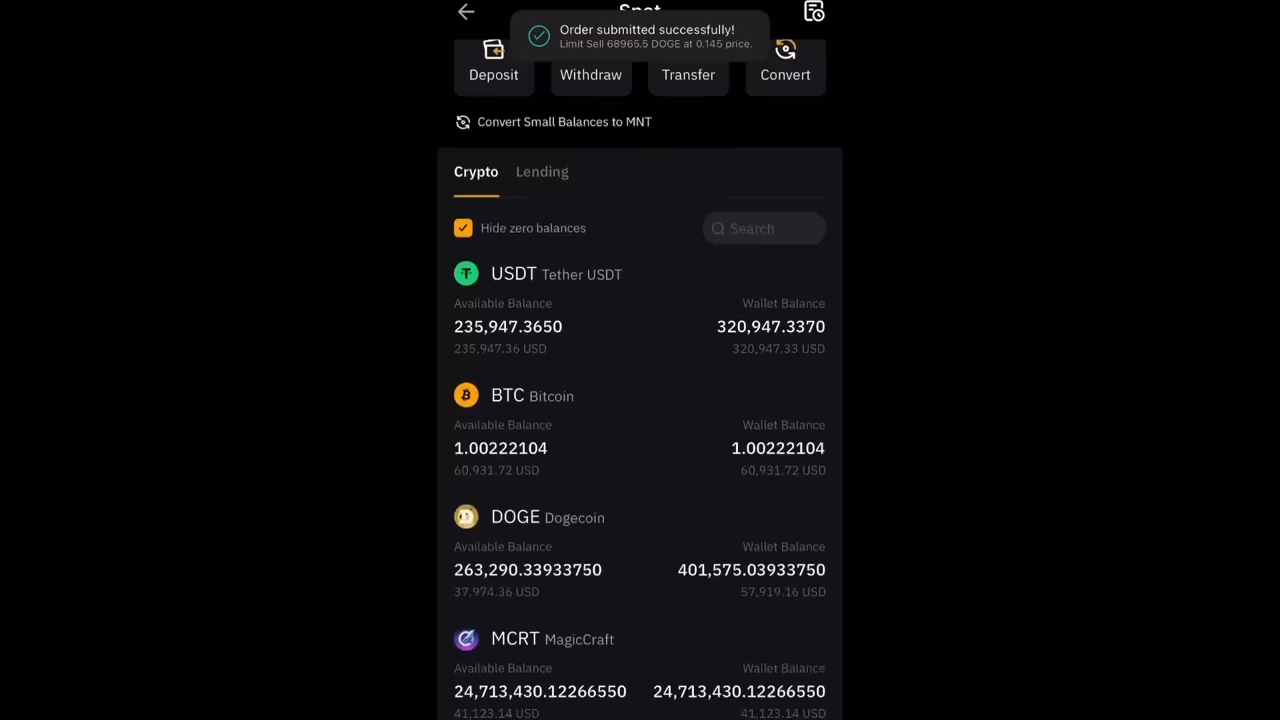 Spot
Order submitted successfully!
Limit Sell 68965.5 DOGE at 0.145 price.
Deposit Withdraw Transfer Convert
Convert Small Balances to MNT
Crypto Lending
Hide zero balances Search
USDT Tether USDT
Available Balance Wallet Balance
235,947.3650 320,947.3370
235,947.36 USD 320,947.33 USD
BTC Bitcoin
Available Balance Wallet Balance
1.00222104 1.00222104
60,931.72 USD 60,931.72 USD
DOGE Dogecoin
Available Balance Wallet Balance
263,290.33933750 401,575.03933750
37,974.36 USD 57,919.16 USD
MCRT MagicCraft
Available Balance Wallet Balance
24,713,430.12266550 24,713,430.12266550
41,123.14 USD 41,123.14 USD